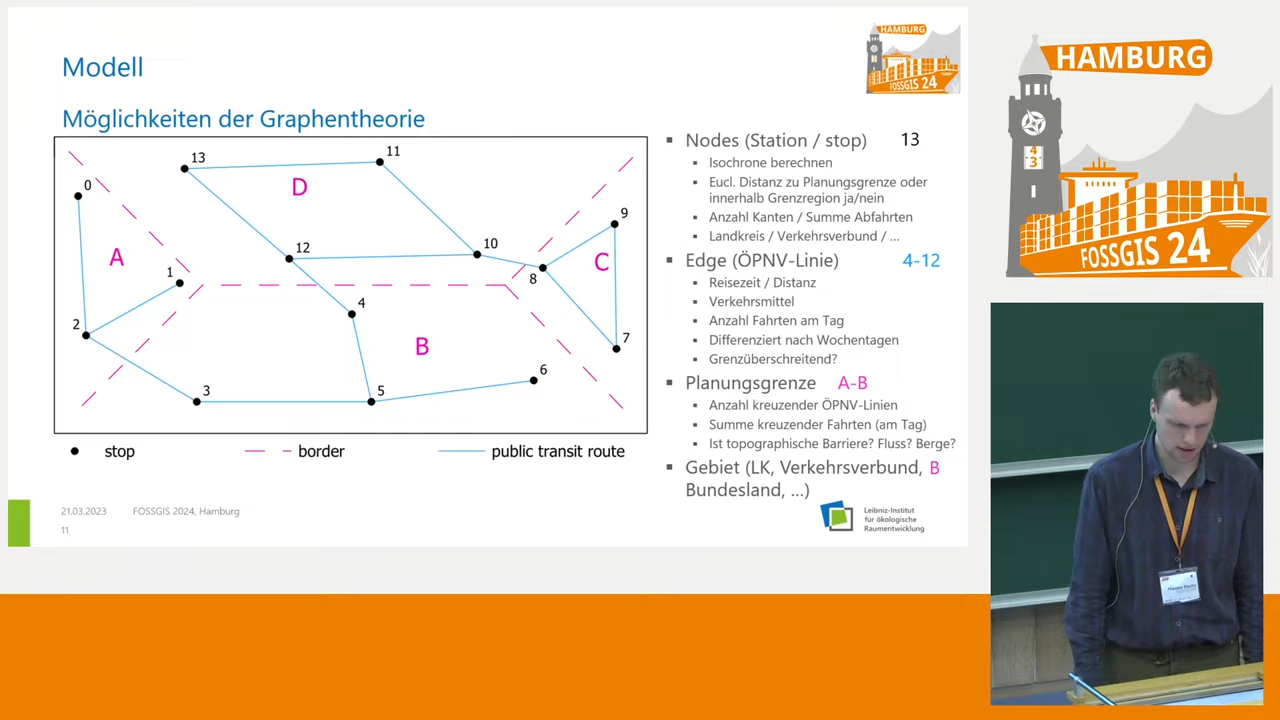 Modell
Möglichkeiten der Graphentheorie
HAMBURG
FOSSGIS 24
0
1
2
3
4
5
6
7
8
9
10
11
12
13
A
B
C
D
stop
border
public transit route
Nodes (Station / stop) 13
Isochrone berechnen
Eucl. Distanz zu Planungsgrenze oder
innerhalb Grenzregion ja/nein
Anzahl Kanten / Summe Abfahrten
Landkreis / Verkehrsverbund / ...
Edge (ÖPNV-Linie) 4-12
Reisezeit / Distanz
Verkehrsmittel
Anzahl Fahrten am Tag
Differenziert nach Wochentagen
Grenzüberschreitend?
Planungsgrenze A-B
Anzahl kreuzender ÖPNV-Linien
Summe kreuzender Fahrten (am Tag)
Ist topographische Barriere? Fluss? Berge?
Gebiet (LK, Verkehrsverbund, B
Bundesland, ...)
21.03.2023 FOSSGIS 2024, Hamburg
11
Leibniz-Institut
für ökologische
Raumentwicklung
HAMBURG
4
3
FOSSGIS 24